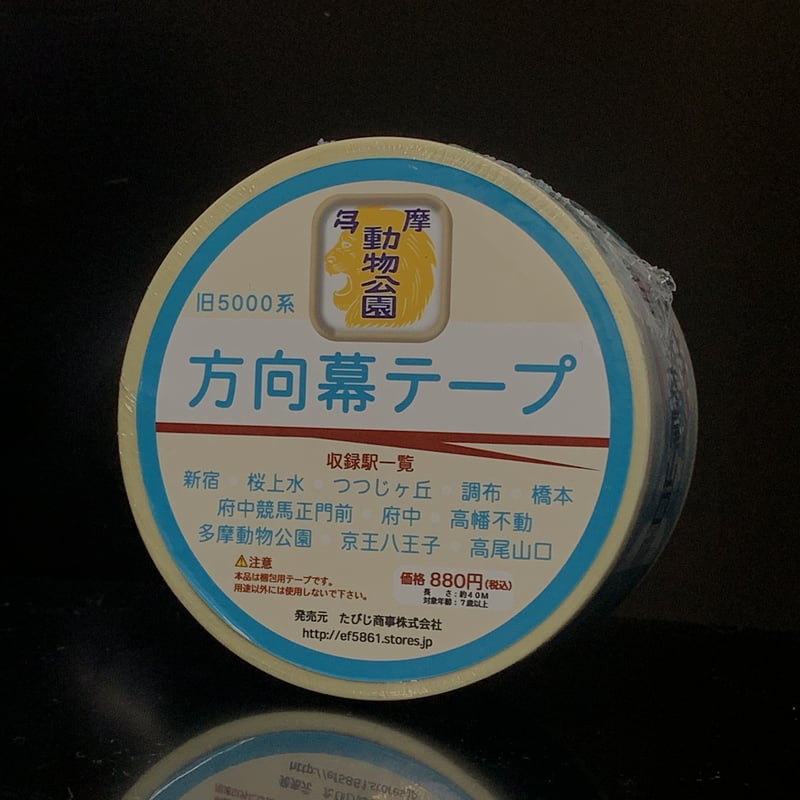 多摩
動物公園
旧5000系
方向幕テープ
収録駅一覧
新宿 桜上水 つつじヶ丘 調布 橋本
府中競馬正門前 府中 高幡不動
多摩動物公園 京王八王子 高尾山口
⚠注意
本品は梱包用テープです。
用途以外には使用しないで下さい。
価格 880円(税込)
長 さ:約40M
対象年齢:7歳以上
発売元 たびじ商事株式会社
http://ef5861.stores.jp